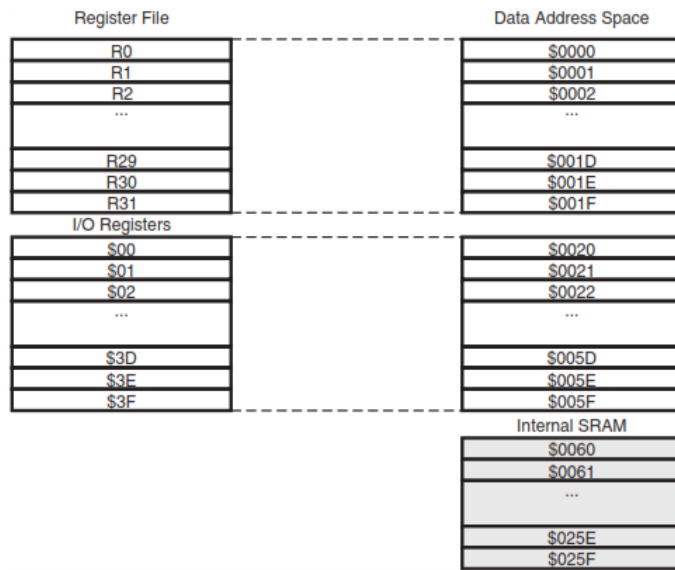 Register File
Data Address Space
R0
$0000
R1
$0001
R2
$0002
...
...
R29
$001D
R30
$001E
R31
$001F
I/O Registers
$00
$0020
$01
$0021
$02
$0022
...
...
$3D
$005D
$3E
$005E
$3F
$005F
Internal SRAM
$0060
$0061
...
$025E
$025F